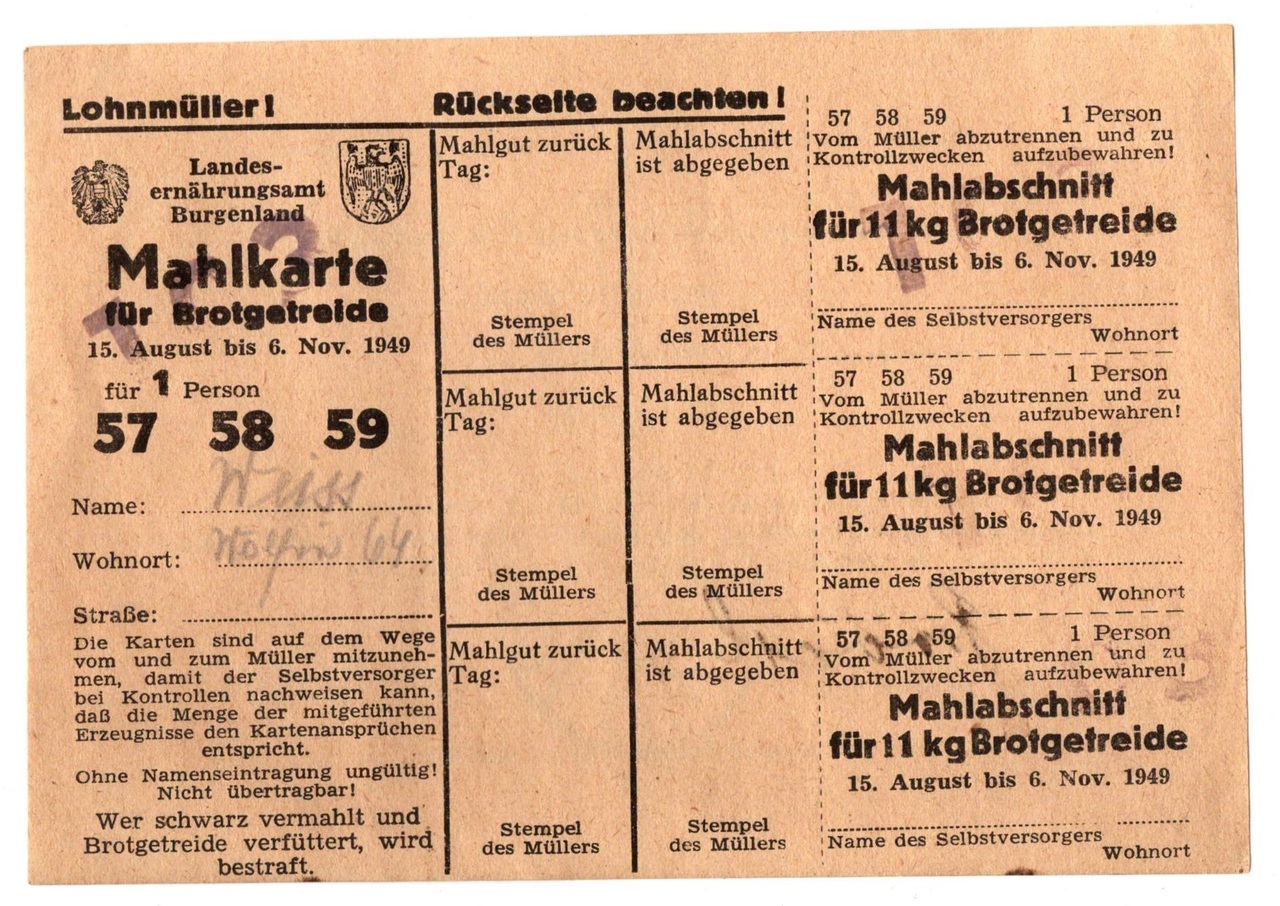 Lohnmüller! Rückseite beachten!
Landes-
ernährungsamt
Burgenland
Mahlkarte
für Brotgetreide
15. August bis 6. Nov. 1949
für 1 Person
57 58 59
Name: Weiss
Wohnort:
Straße:
Die Karten sind auf dem Wege
vom und zum Müller mitzuneh-
men, damit der Selbstversorger
bei Kontrollen nachweisen kann,
daß die Menge der mitgeführten
Erzeugnisse den Kartenansprüchen
entspricht.
Ohne Namenseintragung ungültig!
Nicht übertragbar!
Wer schwarz vermahlt und
Brotgetreide verfüttert, wird
bestraft.
Mahlgut zurück
Tag:
Stempel
des Müllers
Mahlabschnitt
ist abgegeben
Stempel
des Müllers
Mahlgut zurück
Tag:
Stempel
des Müllers
Mahlabschnitt
ist abgegeben
Stempel
des Müllers
Mahlgut zurück
Tag:
Stempel
des Müllers
Mahlabschnitt
ist abgegeben
Stempel
des Müllers
57 58 59 1 Person
Vom Müller abzutrennen und zu
Kontrollzwecken aufzubewahren!
Mahlabschnitt
für 11 kg Brotgetreide
15. August bis 6. Nov. 1949
Name des Selbstversorgers
Wohnort
57 58 59 1 Person
Vom Müller abzutrennen und zu
Kontrollzwecken aufzubewahren!
Mahlabschnitt
für 11 kg Brotgetreide
15. August bis 6. Nov. 1949
Name des Selbstversorgers
Wohnort
57 58 59 1 Person
Vom Müller abzutrennen und zu
Kontrollzwecken aufzubewahren!
Mahlabschnitt
für 11 kg Brotgetreide
15. August bis 6. Nov. 1949
Name des Selbstversorgers
Wohnort